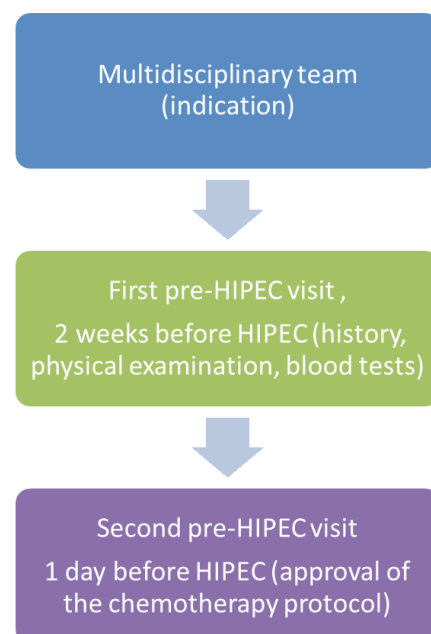 Multidisciplinary team
(indication)
First pre-HIPEC visit ,
2 weeks before HIPEC (history,
physical examination, blood tests)
Second pre-HIPEC visit
1 day before HIPEC (approval of
the chemotherapy protocol)